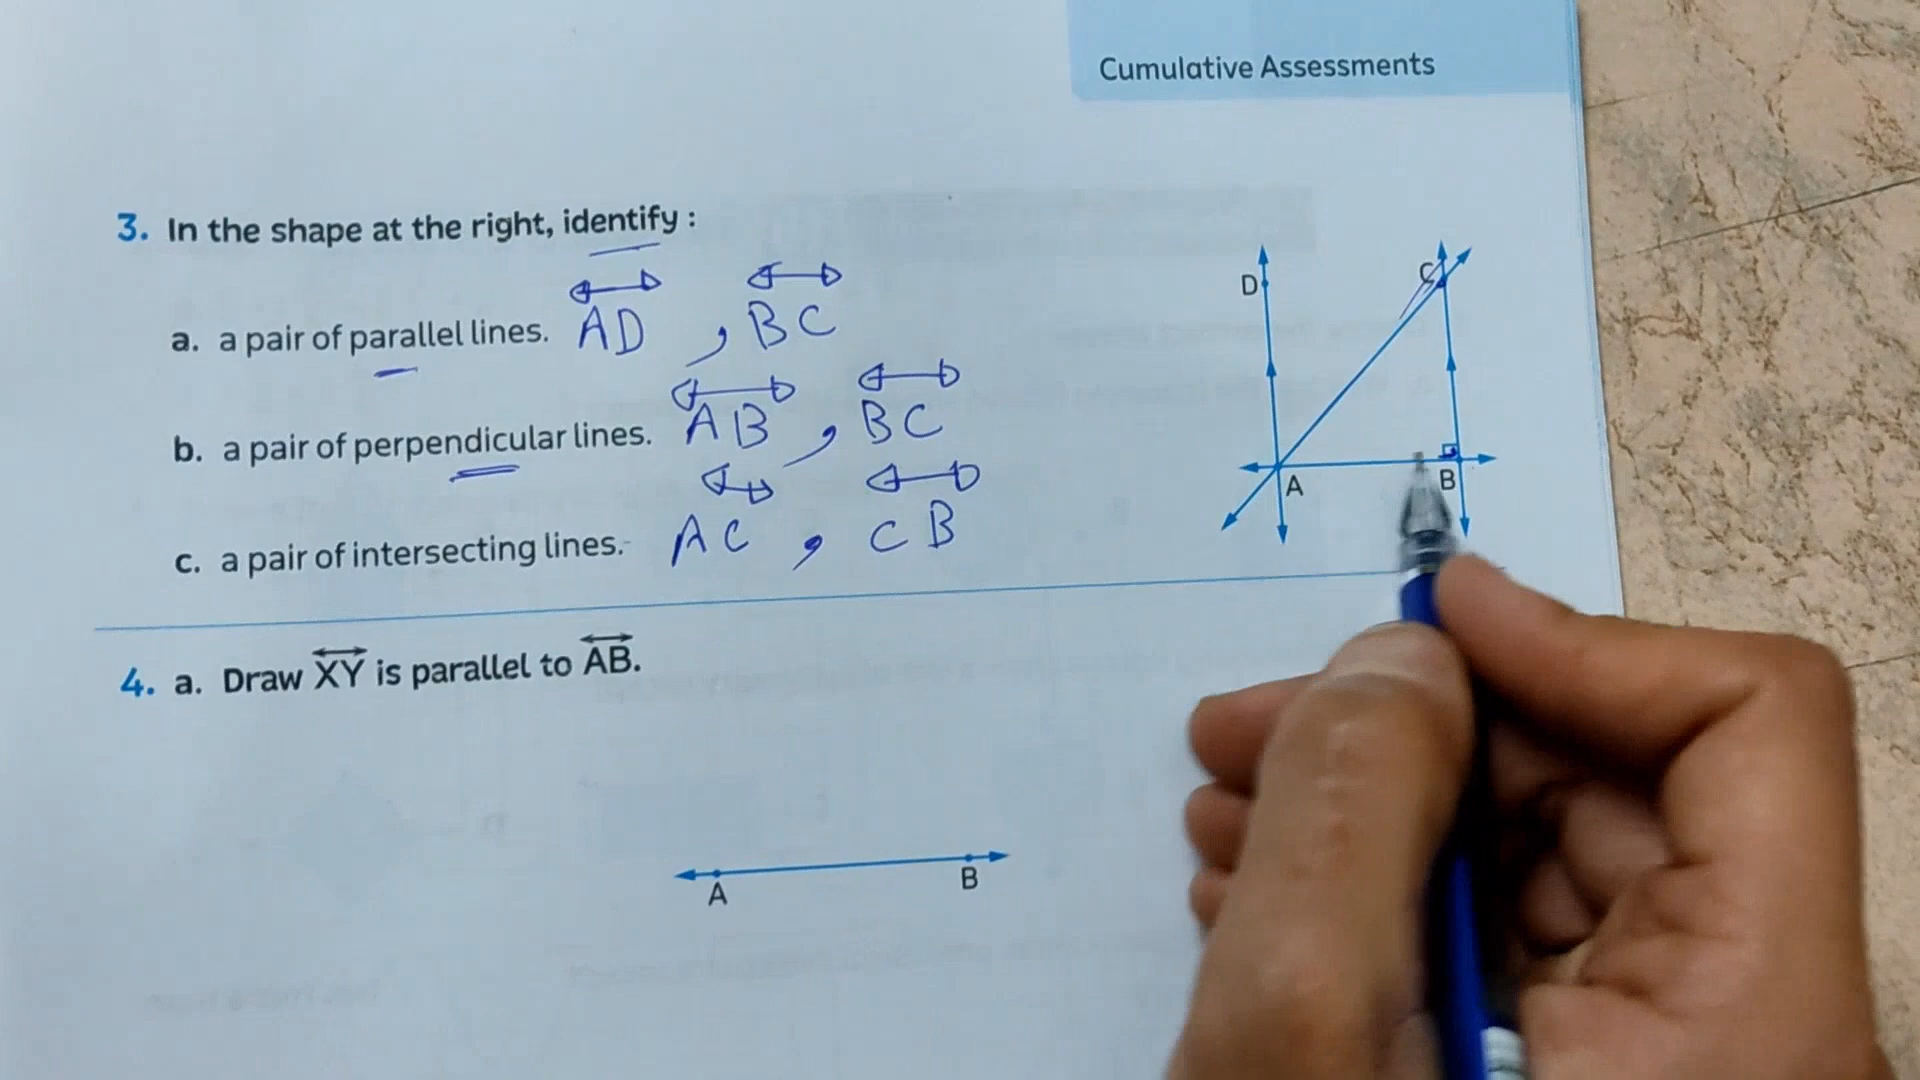 Cumulative Assessments
3. In the shape at the right, identify :
a. a pair of parallel lines. AD , BC
b. a pair of perpendicular lines. AB , BC
c. a pair of intersecting lines. AC , CB
D
C
A
B
4. a. Draw XY is parallel to AB.
A
B